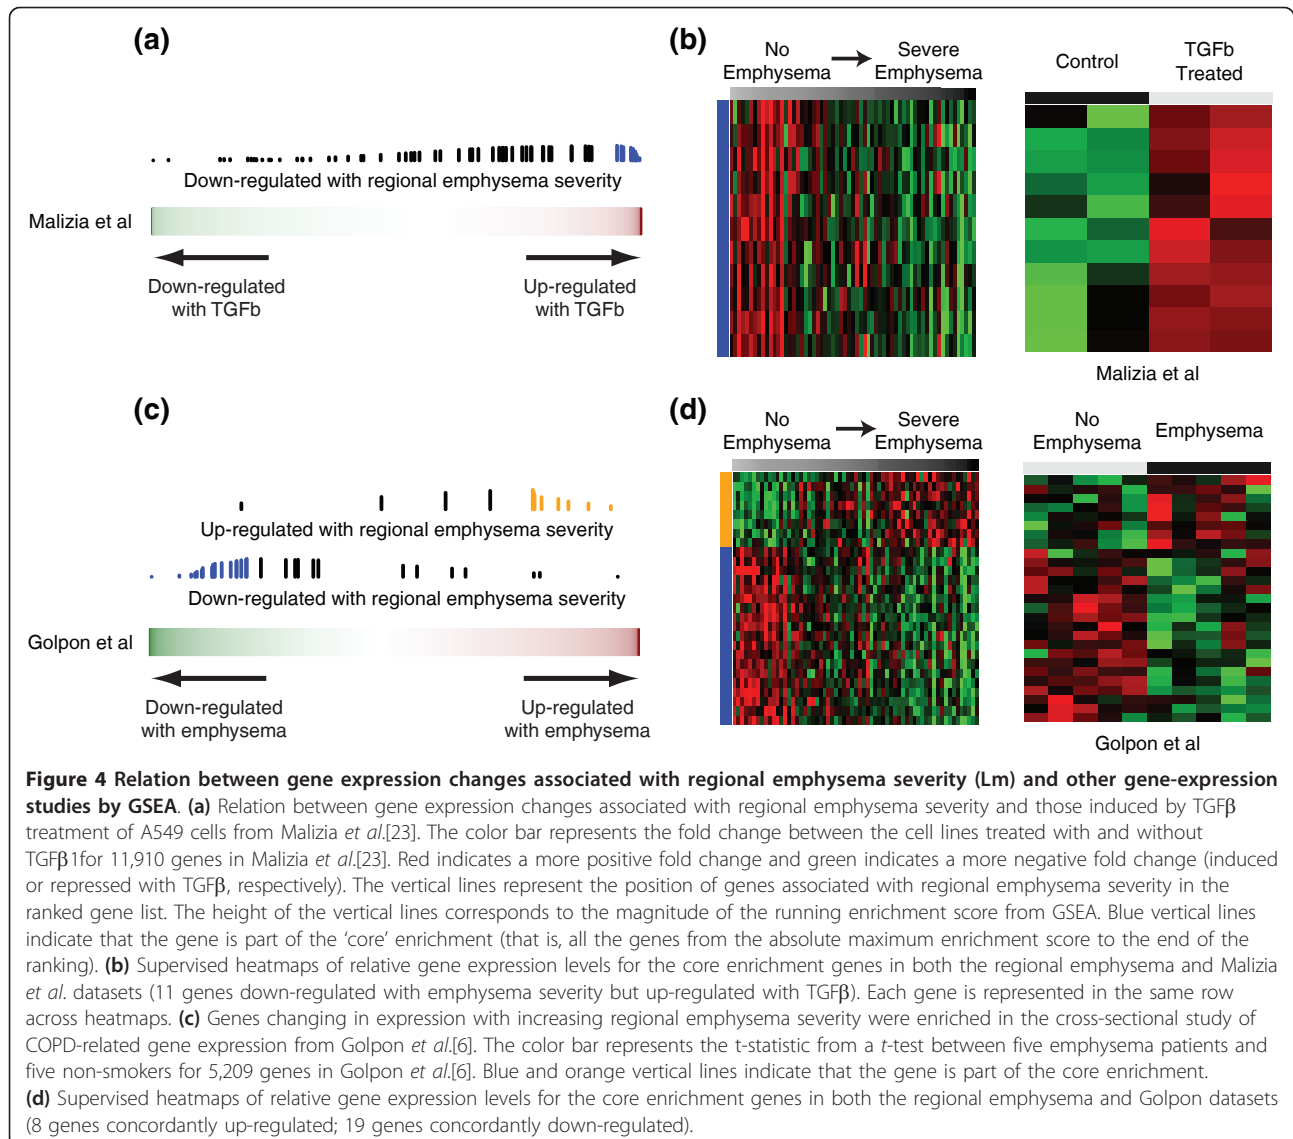 (a)
Down-regulated with regional emphysema severity
Malizia et al
Down-regulated
with TGFb
Up-regulated
with TGFb
(b)
No
Emphysema
Severe
Emphysema
Control
TGFb
Treated
Malizia et al
(c)
Up-regulated with regional emphysema severity
Down-regulated with regional emphysema severity
Golpon et al
Down-regulated
with emphysema
Up-regulated
with emphysema
(d)
No
Emphysema
Severe
Emphysema
No
Emphysema
Emphysema
Golpon et al
Figure 4 Relation between gene expression changes associated with regional emphysema severity (Lm) and other gene-expression
studies by GSEA. (a) Relation between gene expression changes associated with regional emphysema severity and those induced by TGFβ
treatment of A549 cells from Malizia et al.[23]. The color bar represents the fold change between the cell lines treated with and without
TGFβ1for 11,910 genes in Malizia et al.[23]. Red indicates a more positive fold change and green indicates a more negative fold change (induced
or repressed with TGFβ, respectively). The vertical lines represent the position of genes associated with regional emphysema severity in the
ranked gene list. The height of the vertical lines corresponds to the magnitude of the running enrichment score from GSEA. Blue vertical lines
indicate that the gene is part of the ‘core’ enrichment (that is, all the genes from the absolute maximum enrichment score to the end of the
ranking). (b) Supervised heatmaps of relative gene expression levels for the core enrichment genes in both the regional emphysema and Malizia
et al. datasets (11 genes down-regulated with emphysema severity but up-regulated with TGFβ). Each gene is represented in the same row
across heatmaps. (c) Genes changing in expression with increasing regional emphysema severity were enriched in the cross-sectional study of
COPD-related gene expression from Golpon et al.[6]. The color bar represents the t-statistic from a t-test between five emphysema patients and
five non-smokers for 5,209 genes in Golpon et al.[6]. Blue and orange vertical lines indicate that the gene is part of the core enrichment.
(d) Supervised heatmaps of relative gene expression levels for the core enrichment genes in both the regional emphysema and Golpon datasets
(8 genes concordantly up-regulated; 19 genes concordantly down-regulated).